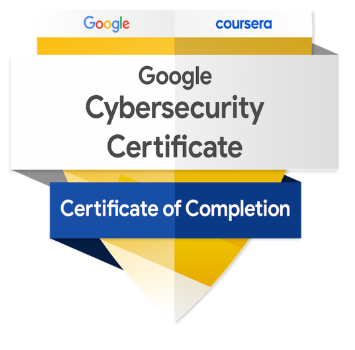 Google coursera
Google
Cybersecurity
Certificate
Certificate of Completion